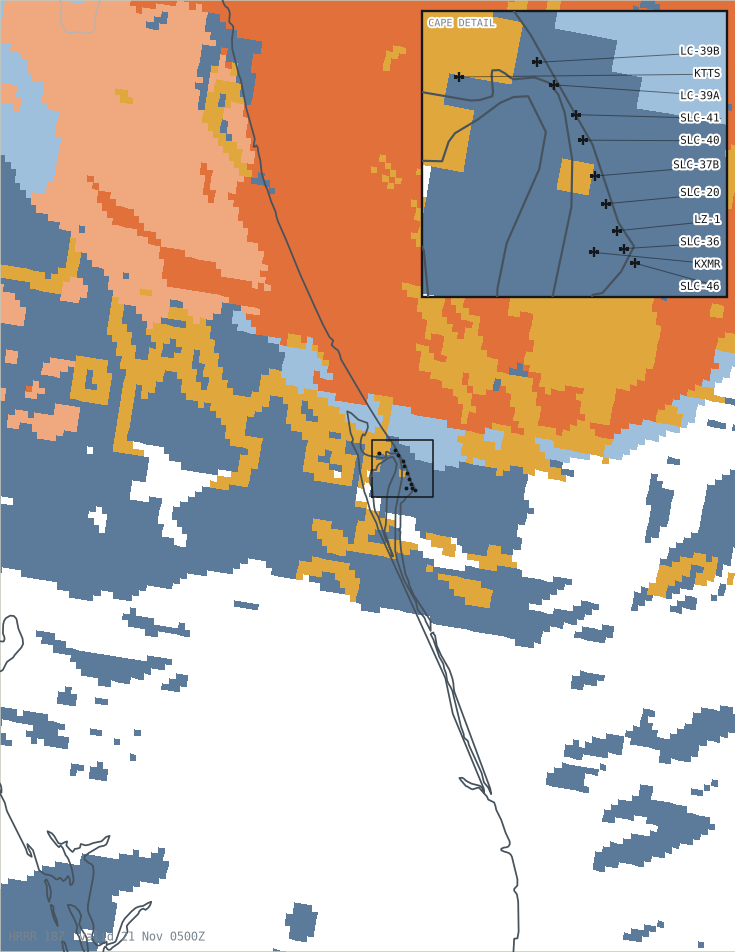 CAPE DETAIL
LC-39B
KTTS
LC-39A
SLC-41
SLC-40
SLC-37B
SLC-20
LZ-1
SLC-36
KXMR
SLC-46
HRRR 18Z 21 Nov 0500Z